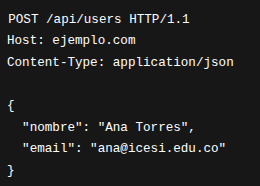 POST /api/users HTTP/1.1
Host: ejemplo.com
Content-Type: application/json

{
  "nombre": "Ana Torres",
  "email": "ana@icesi.edu.co"
}